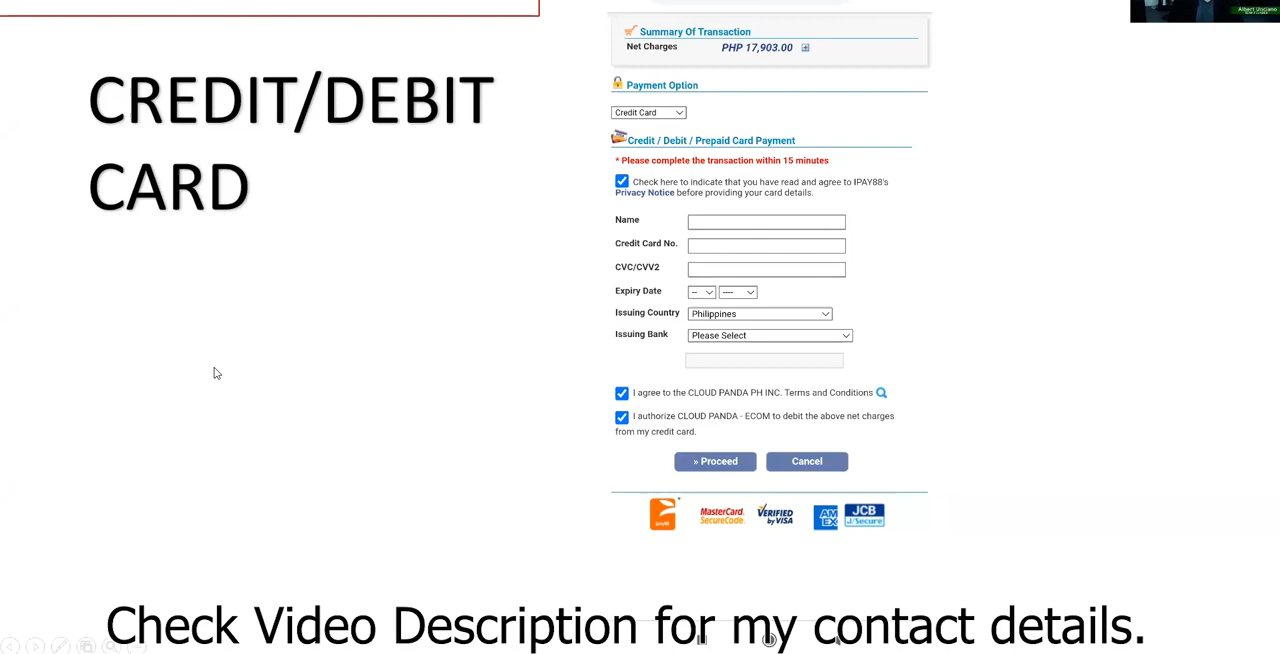 Albert Unciano
CREDIT/DEBIT
CARD
Summary Of Transaction
Net Charges PHP 17,903.00
Payment Option
Credit Card
Credit / Debit / Prepaid Card Payment
* Please complete the transaction within 15 minutes
Check here to indicate that you have read and agree to IPAY88's
Privacy Notice before providing your card details.
Name
Credit Card No.
CVC/CVV2
Expiry Date -- ----
Issuing Country Philippines
Issuing Bank Please Select
I agree to the CLOUD PANDA PH INC. Terms and Conditions
I authorize CLOUD PANDA - ECOM to debit the above net charges
from my credit card.
» Proceed Cancel
MasterCard.
SecureCode.
VERIFIED
by VISA
AM
EX
JCB
J/Secure
Check Video Description for my contact details.